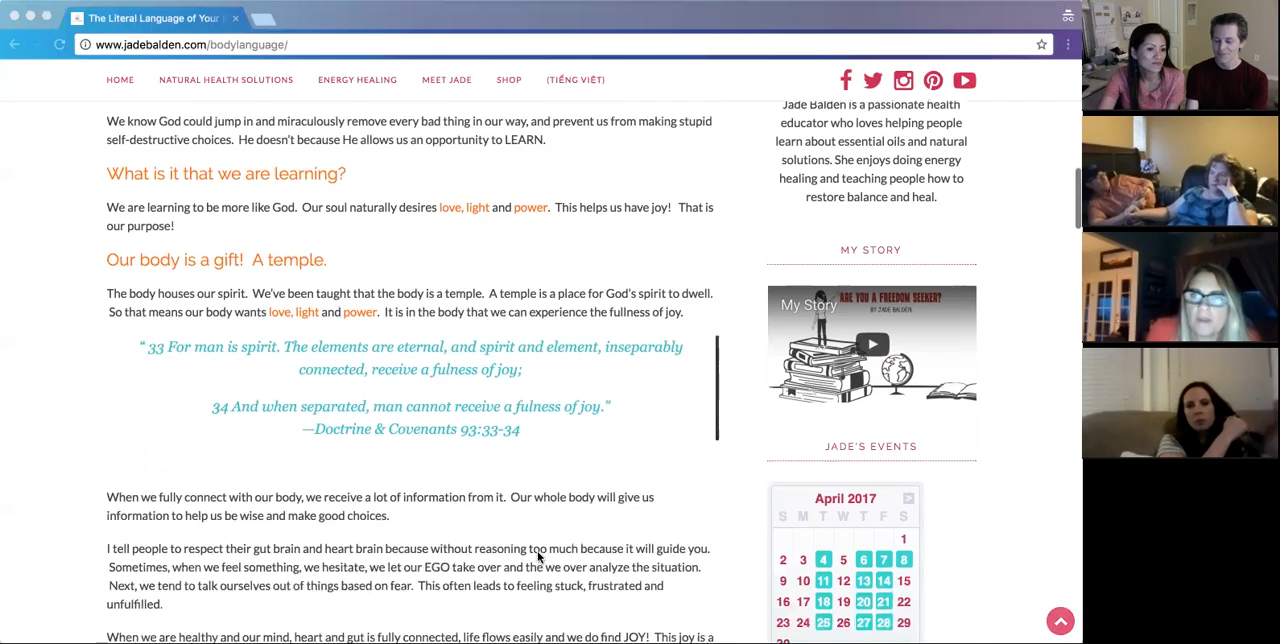 The Literal Language of Your
www.jadebalden.com/bodylanguage/
HOME NATURAL HEALTH SOLUTIONS ENERGY HEALING MEET JADE SHOP (TIẾNG VIỆT)
We know God could jump in and miraculously remove every bad thing in our way, and prevent us from making stupid
self-destructive choices. He doesn't because He allows us an opportunity to LEARN.
What is it that we are learning?
We are learning to be more like God. Our soul naturally desires love, light and power. This helps us have joy! That is
our purpose!
Our body is a gift! A temple.
The body houses our spirit. We've been taught that the body is a temple. A temple is a place for God's spirit to dwell.
So that means our body wants love, light and power. It is in the body that we can experience the fullness of joy.
“ 33 For man is spirit. The elements are eternal, and spirit and element, inseparably
connected, receive a fulness of joy;
34 And when separated, man cannot receive a fulness of joy.”
—Doctrine & Covenants 93:33-34
When we fully connect with our body, we receive a lot of information from it. Our whole body will give us
information to help us be wise and make good choices.
I tell people to respect their gut brain and heart brain because without reasoning too much because it will guide you.
Sometimes, when we feel something, we hesitate, we let our EGO take over and the we over analyze the situation.
Next, we tend to talk ourselves out of things based on fear. This often leads to feeling stuck, frustrated and
unfulfilled.
When we are healthy and our mind, heart and gut is fully connected, life flows easily and we do find JOY! This joy is a
Jade Balden is a passionate health
educator who loves helping people
learn about essential oils and natural
solutions. She enjoys doing energy
healing and teaching people how to
restore balance and heal.
MY STORY
My Story
ARE YOU A FREEDOM SEEKER?
BY JADE BALDEN
JADE'S EVENTS
April 2017 >
S M T W T F S
1
2 3 4 5 6 7 8
9 10 11 12 13 14 15
16 17 18 19 20 21 22
23 24 25 26 27 28 29
30